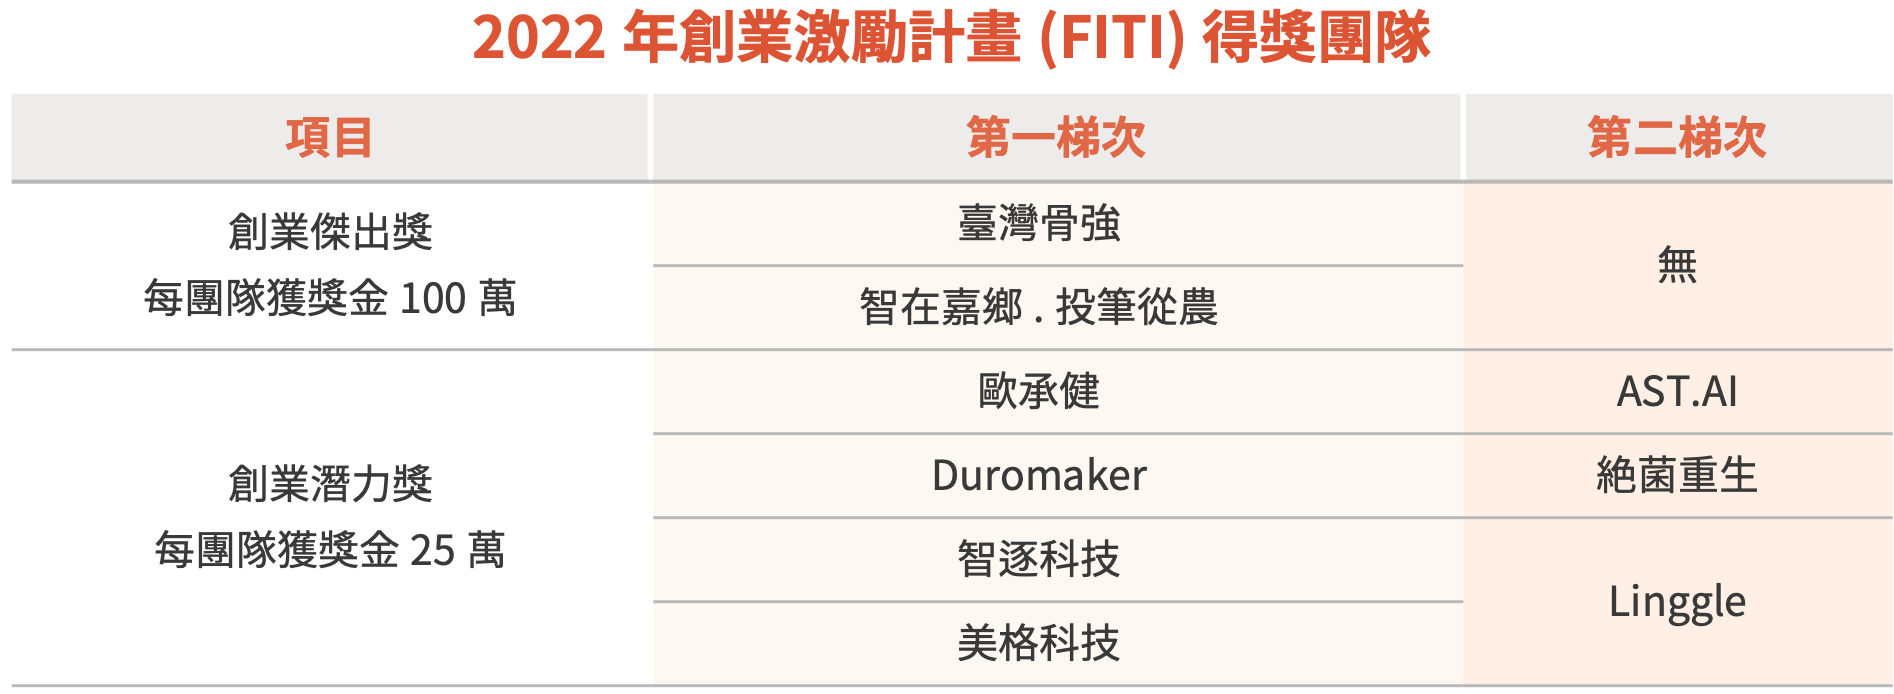 2022 年創業激勵計畫 (FITI) 得獎團隊
項目
第一梯次
第二梯次
創業傑出獎
每團隊獲獎金 100 萬
臺灣骨強
智在嘉鄉 . 投筆從農
無
創業潛力獎
每團隊獲獎金 25 萬
歐承健
AST.AI
Duromaker
絶菌重生
智逐科技
美格科技
Linggle